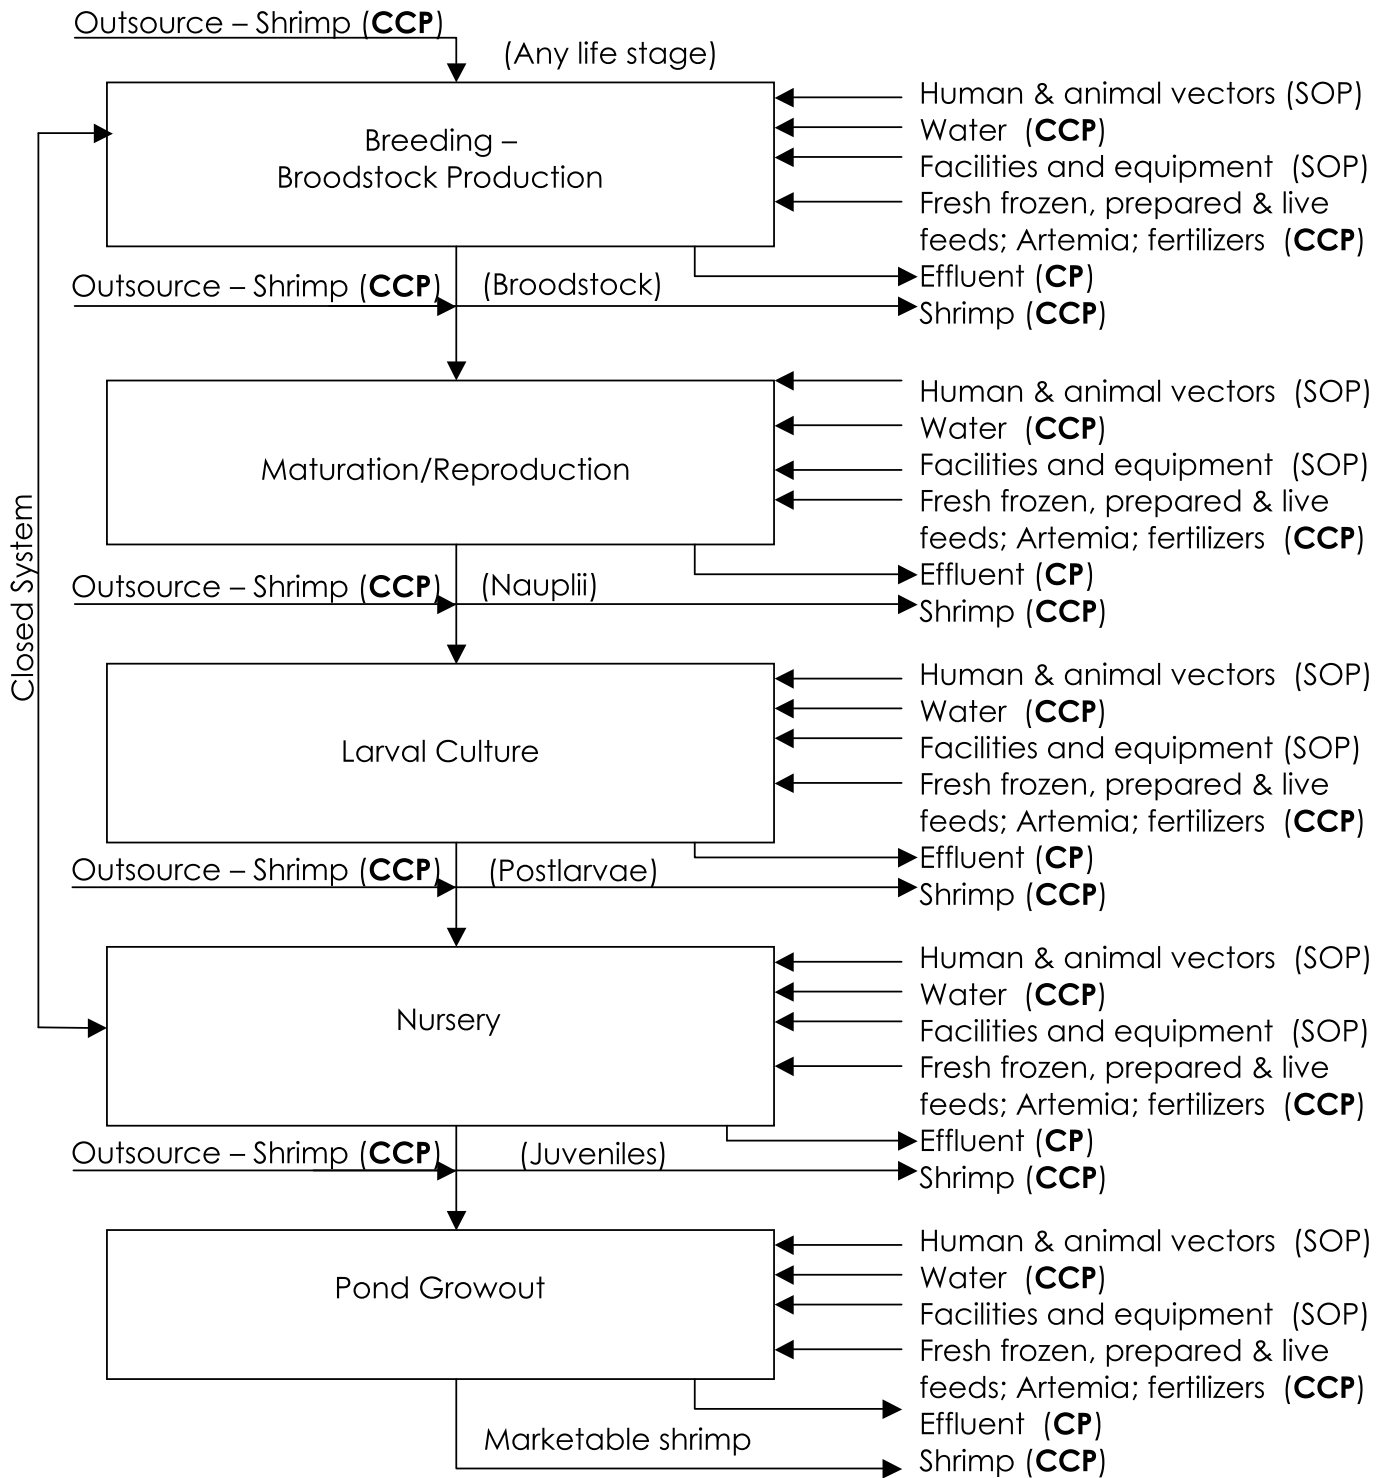 Outsource – Shrimp (CCP)
(Any life stage)
Breeding –
Broodstock Production
Human & animal vectors (SOP)
Water (CCP)
Facilities and equipment (SOP)
Fresh frozen, prepared & live
feeds; Artemia; fertilizers (CCP)
Effluent (CP)
Shrimp (CCP)
Outsource – Shrimp (CCP)
(Broodstock)
Closed System
Maturation/Reproduction
Human & animal vectors (SOP)
Water (CCP)
Facilities and equipment (SOP)
Fresh frozen, prepared & live
feeds; Artemia; fertilizers (CCP)
Effluent (CP)
Shrimp (CCP)
Outsource – Shrimp (CCP)
(Nauplii)
Larval Culture
Human & animal vectors (SOP)
Water (CCP)
Facilities and equipment (SOP)
Fresh frozen, prepared & live
feeds; Artemia; fertilizers (CCP)
Effluent (CP)
Shrimp (CCP)
Outsource – Shrimp (CCP)
(Postlarvae)
Nursery
Human & animal vectors (SOP)
Water (CCP)
Facilities and equipment (SOP)
Fresh frozen, prepared & live
feeds; Artemia; fertilizers (CCP)
Effluent (CP)
Shrimp (CCP)
Outsource – Shrimp (CCP)
(Juveniles)
Pond Growout
Human & animal vectors (SOP)
Water (CCP)
Facilities and equipment (SOP)
Fresh frozen, prepared & live
feeds; Artemia; fertilizers (CCP)
Effluent (CP)
Marketable shrimp
Shrimp (CCP)